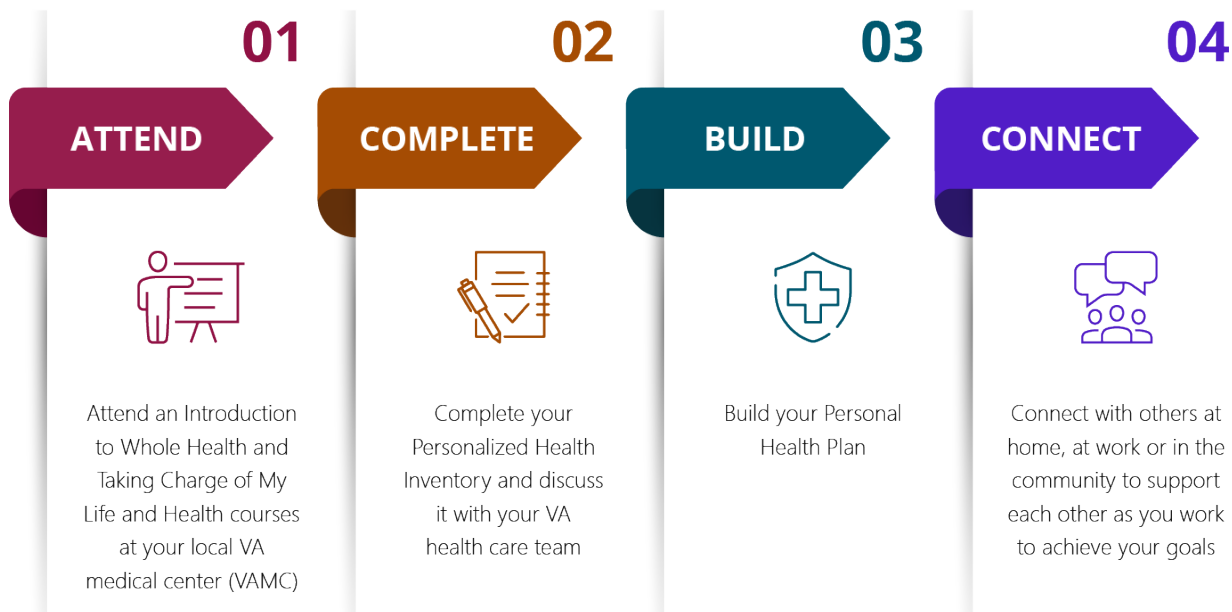 01
ATTEND
Attend an Introduction
to Whole Health and
Taking Charge of My
Life and Health courses
at your local VA
medical center (VAMC)
02
COMPLETE
Complete your
Personalized Health
Inventory and discuss
it with your VA
health care team
03
BUILD
Build your Personal
Health Plan
04
CONNECT
Connect with others at
home, at work or in the
community to support
each other as you work
to achieve your goals